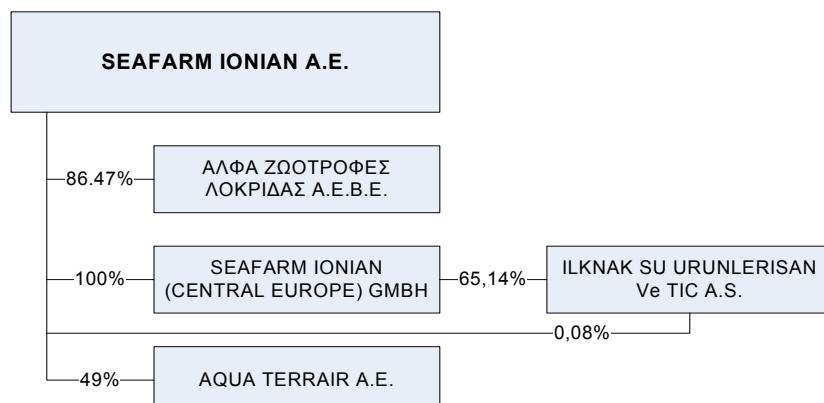 SEAFARM IONIAN A.E.
86.47%
ΑΛΦΑ ΖΩΟΤΡΟΦΕΣ
ΛΟΚΡΙΔΑΣ Α.Ε.Β.Ε.
100%
SEAFARM IONIAN
(CENTRAL EUROPE) GMBH
65,14%
ILKNAK SU URUNLERISAN
Ve TIC A.S.
0,08%
49%
AQUA TERRAIR A.E.